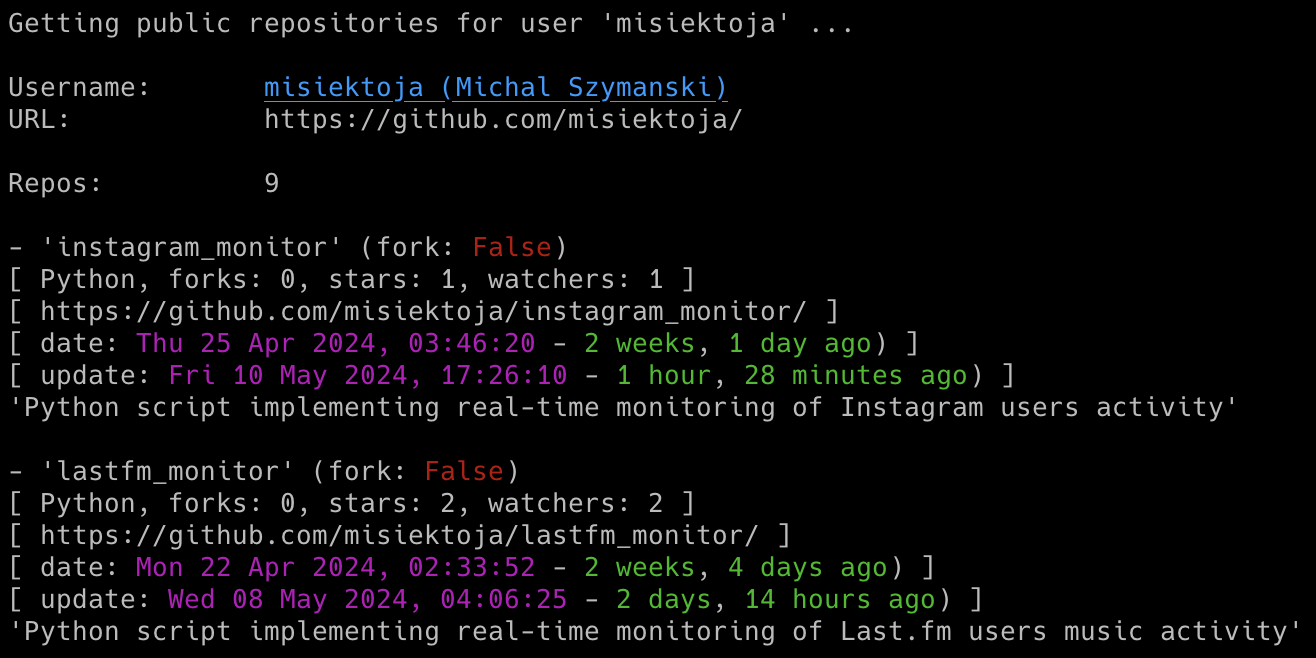 Getting public repositories for user 'misiektoja' ...
Username: misiektoja (Michal Szymanski)
URL: https://github.com/misiektoja/
Repos: 9
- 'instagram_monitor' (fork: False)
[ Python, forks: 0, stars: 1, watchers: 1 ]
[ https://github.com/misiektoja/instagram_monitor/ ]
[ date: Thu 25 Apr 2024, 03:46:20 - 2 weeks, 1 day ago) ]
[ update: Fri 10 May 2024, 17:26:10 - 1 hour, 28 minutes ago) ]
'Python script implementing real-time monitoring of Instagram users activity'
- 'lastfm_monitor' (fork: False)
[ Python, forks: 0, stars: 2, watchers: 2 ]
[ https://github.com/misiektoja/lastfm_monitor/ ]
[ date: Mon 22 Apr 2024, 02:33:52 - 2 weeks, 4 days ago) ]
[ update: Wed 08 May 2024, 04:06:25 - 2 days, 14 hours ago) ]
'Python script implementing real-time monitoring of Last.fm users music activity'